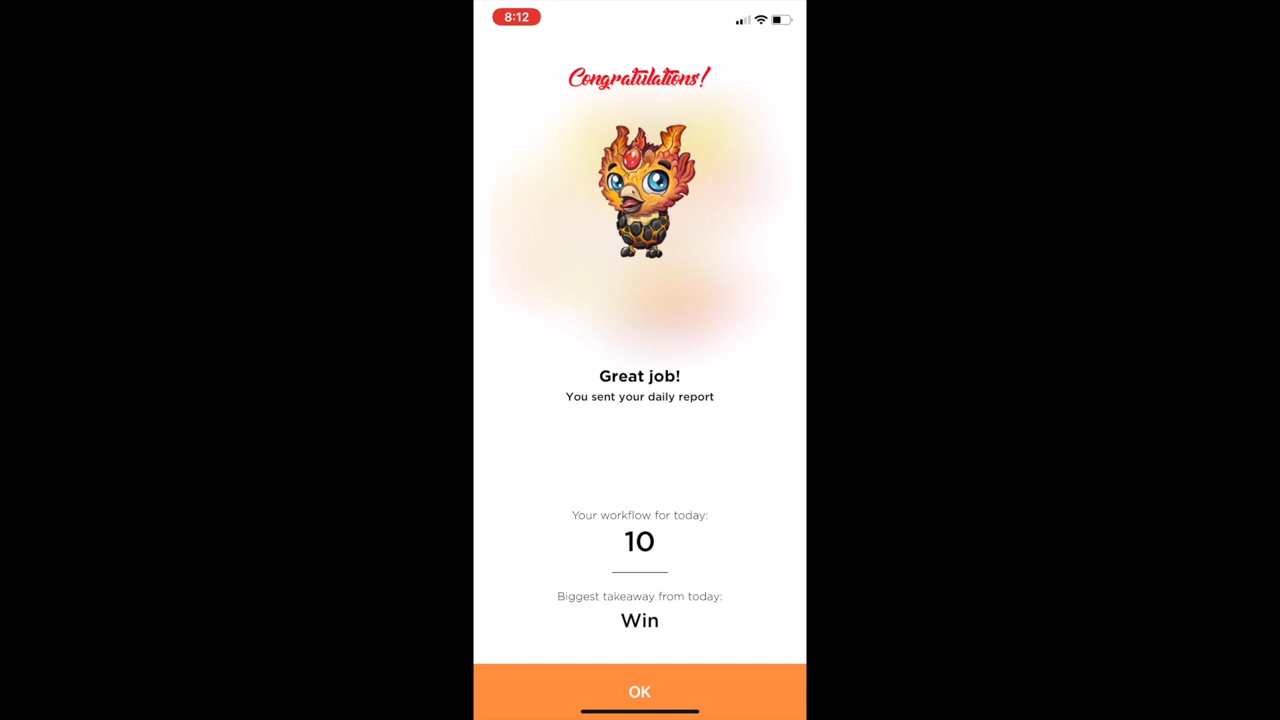 8:12
Congratulations!
Great job!
You sent your daily report
Your workflow for today:
10
Biggest takeaway from today:
Win
OK